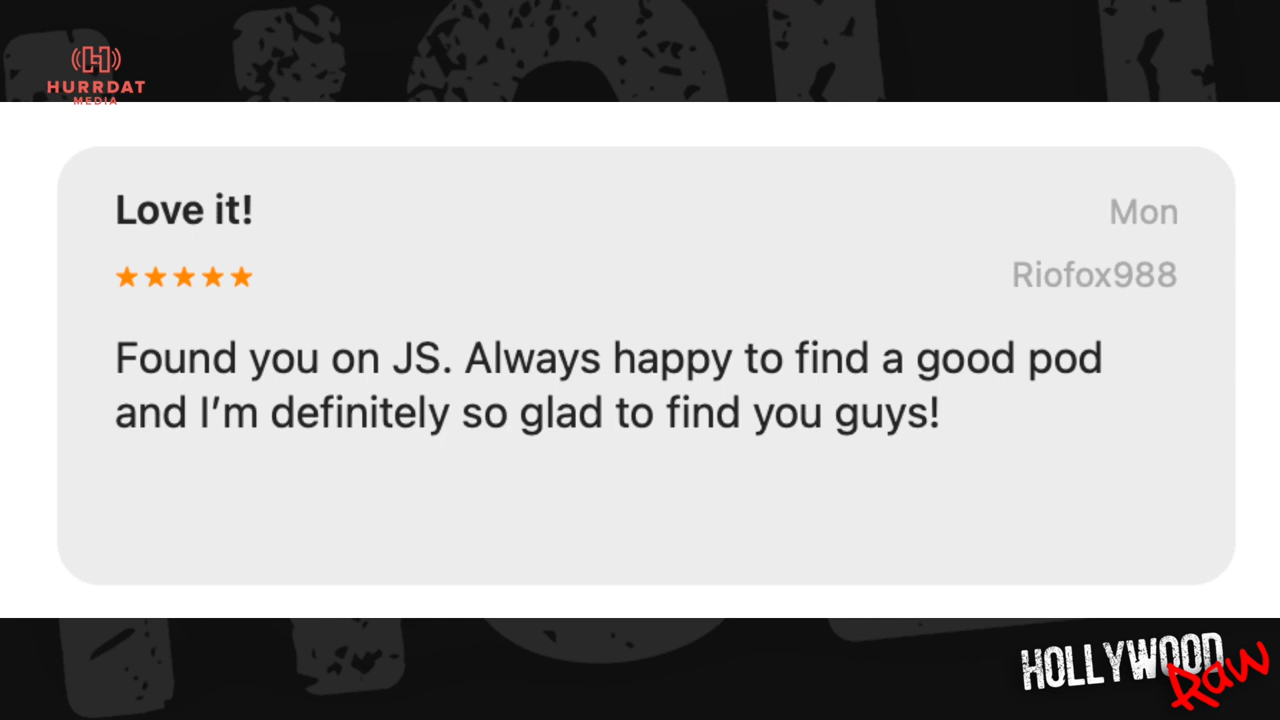 HURRDAT
MEDIA
Love it!
Mon
Riofox988
Found you on JS. Always happy to find a good pod
and I'm definitely so glad to find you guys!
HOLLYWOOD
Raw